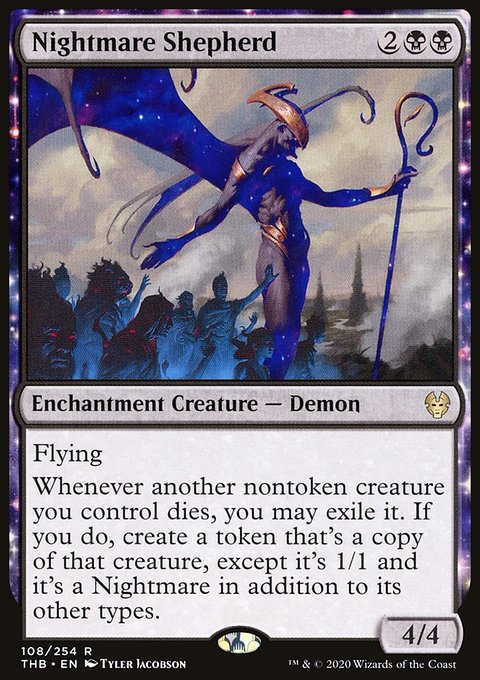 Nightmare Shepherd 2
Enchantment Creature — Demon
Flying
Whenever another nontoken creature
you control dies, you may exile it. If
you do, create a token that's a copy
of that creature, except it's 1/1 and
it's a Nightmare in addition to its
other types.
4/4
108/254 R
THB • EN Tyler Jacobson
™ & © 2020 Wizards of the Coast